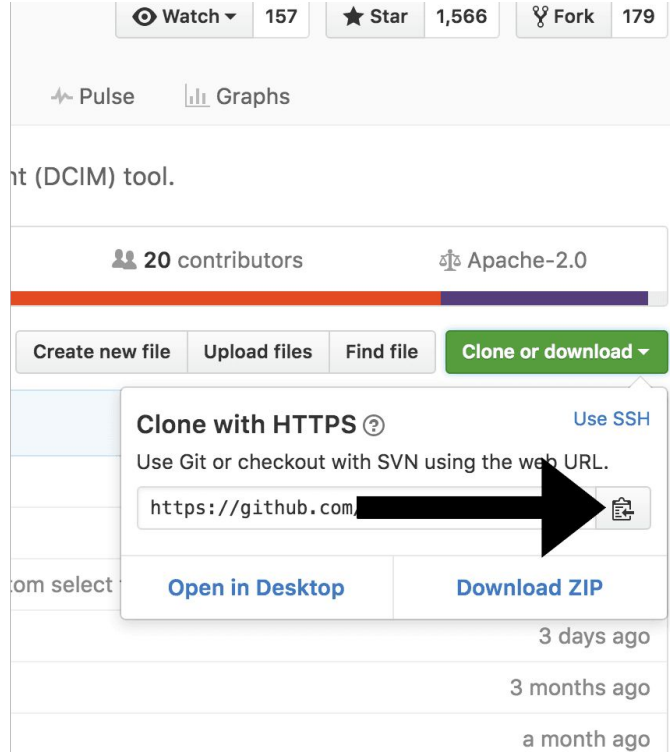 Watch 157 Star 1,566 Fork 179
Pulse Graphs
(DCIM) tool.
20 contributors Apache-2.0
Create new file Upload files Find file Clone or download
Clone with HTTPS ? Use SSH
Use Git or checkout with SVN using the web URL.
https://github.com/
select
Open in Desktop Download ZIP
3 days ago
3 months ago
a month ago